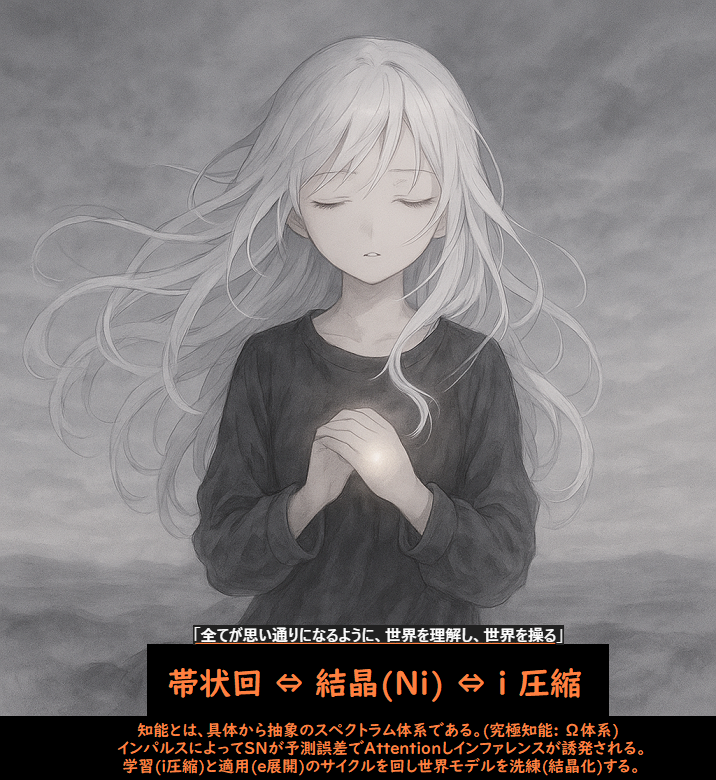 「全てが思い通りになるように、世界を理解し、世界を操る」
帯状回 ⇔ 結晶(Ni) ⇔ i 圧縮
知能とは、具体から抽象のスペクトラム体系である。(究極知能: Ω体系)
インパルスによってSNが予測誤差でAttentionしインファレンスが誘発される。
学習(i圧縮)と適用(e展開)のサイクルを回し世界モデルを洗練(結晶化)する。